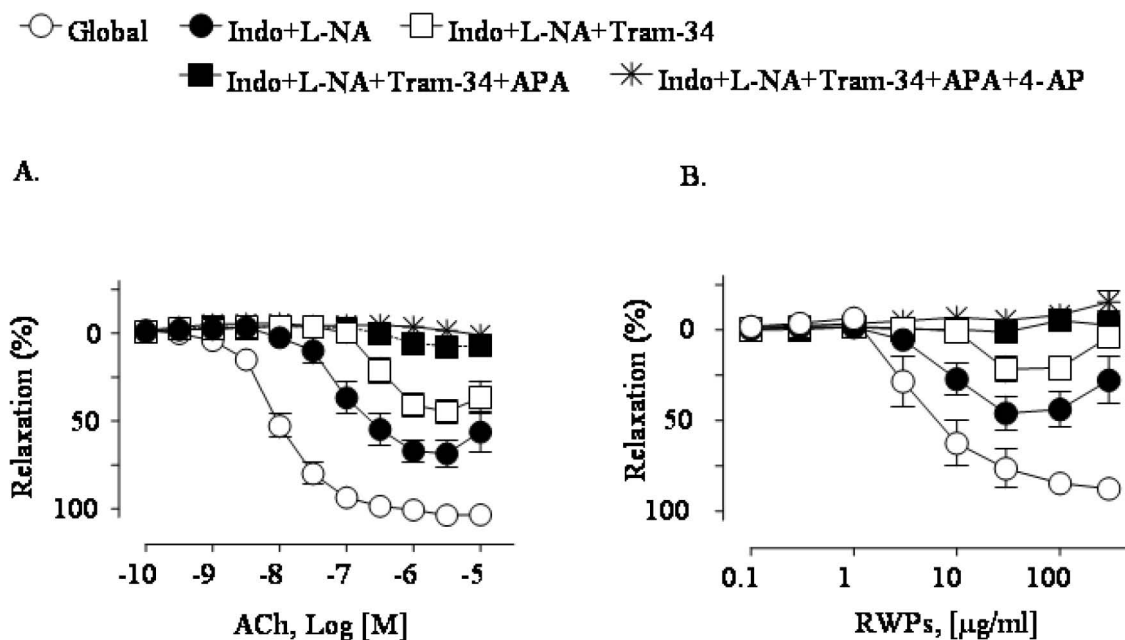 Global Indo+L-NA Indo+L-NA+Tram-34
Indo+L-NA+Tram-34+APA Indo+L-NA+Tram-34+APA+4-AP
A.
B.
Relaxation (%)
0
50
100
-10 -9 -8 -7 -6 -5
ACh, Log [M]
Relaxation (%)
0
50
100
0.1 1 10 100
RWPs, [μg/ml]